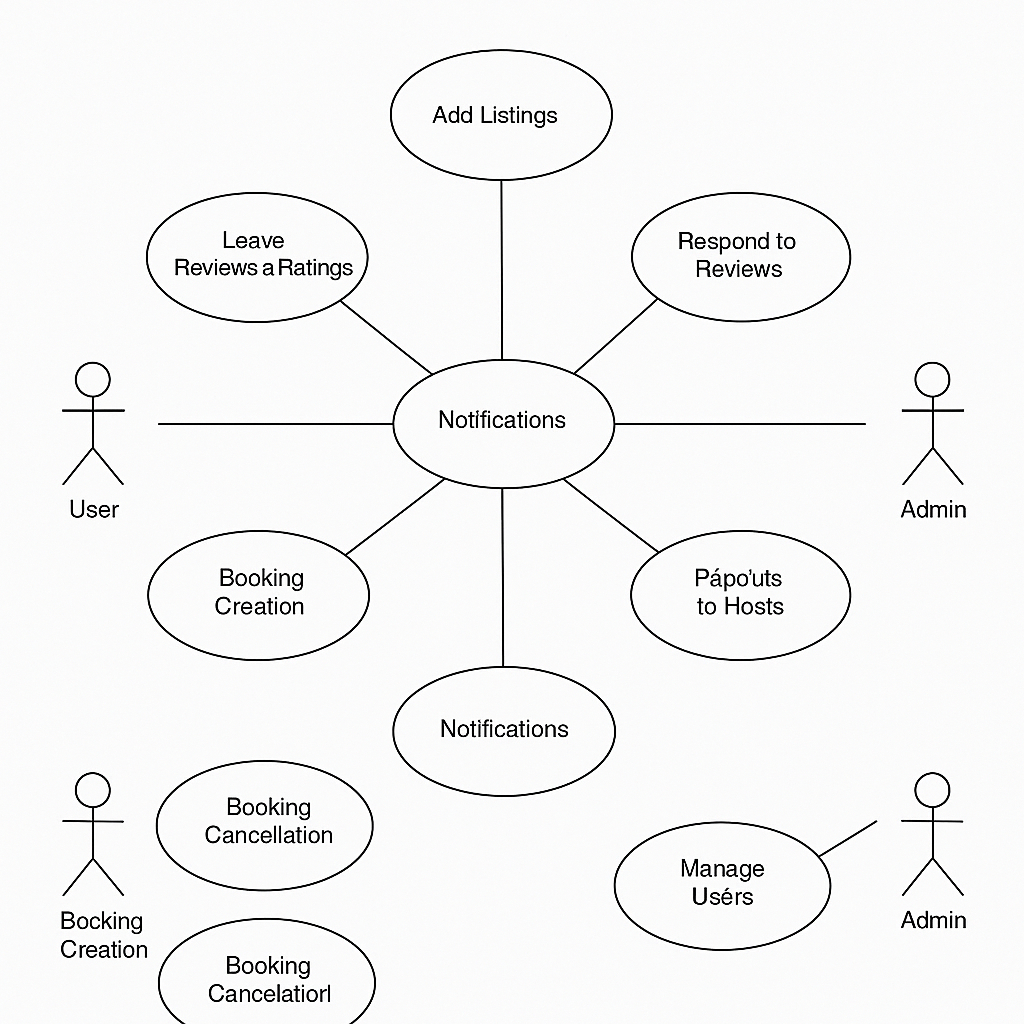 Add Listings
Leave
Reviews a Ratings
Respond to
Reviews
Notifications
User
Admin
Booking
Creation
Pápo'uts
to Hosts
Notifications
Booking
Cancellation
Manage
Usérs
Bocking
Creation
Admin
Booking
Cancelatiorl